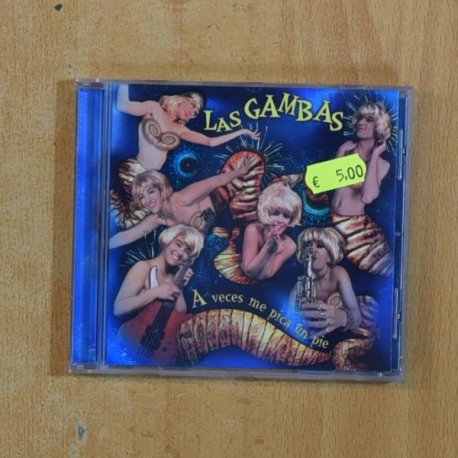 LAS GAMBAS
€ 5,00
A veces me pica un pie